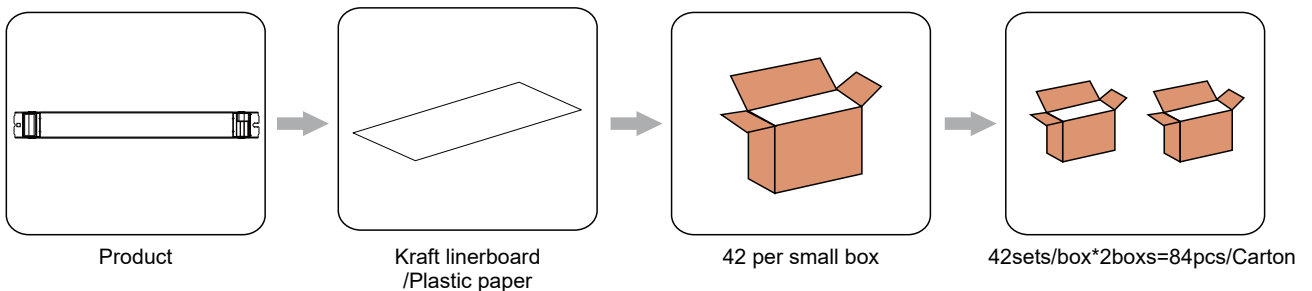 Product
Kraft linerboard
/Plastic paper
42 per small box
42sets/box*2boxs=84pcs/Carton